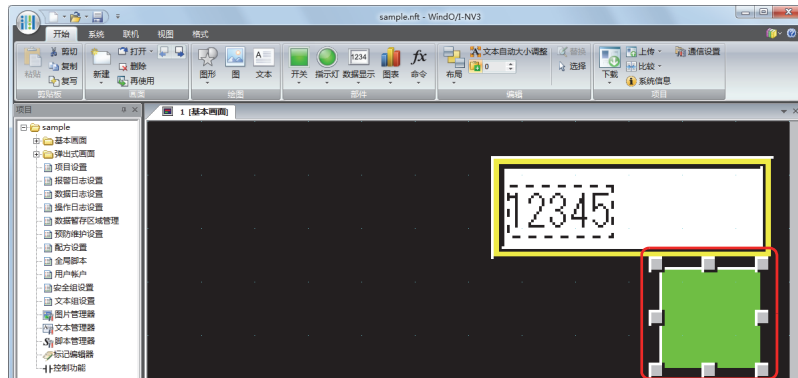 sample.nft - WindO/I-NV3
开始 系统 联机 视图 格式
粘贴 剪切 复制 复写
剪贴板
新建 打开 删除 再使用
画面
图形 图 文本
绘图
开关 指示灯 1234 数据显示 图表 fx 命令
部件
布局 文本自动大小调整 0 替换 选择
编辑
下载 上传 比较 系统信息 通信设置
项目
项目
1 [基本画面]
sample
基本画面
弹出式画面
项目设置
报警日志设置
数据日志设置
操作日志设置
数据暂存区域管理
预防维护设置
配方设置
全局脚本
用户帐户
安全组设置
文本组设置
图片管理器
文本管理器
脚本管理器
标记编辑器
控制功能
12345